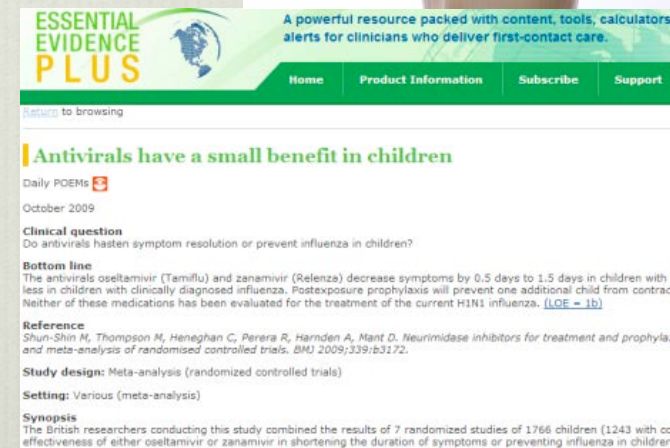 ESSENTIAL
EVIDENCE
PLUS
A powerful resource packed with content, tools, calculators
alerts for clinicians who deliver first-contact care.
Home Product Information Subscribe Support
Return to browsing
Antivirals have a small benefit in children
Daily POEMs
October 2009
Clinical question
Do antivirals hasten symptom resolution or prevent influenza in children?
Bottom line
The antivirals oseltamivir (Tamiflu) and zanamivir (Relenza) decrease symptoms by 0.5 days to 1.5 days in children with
less in children with clinically diagnosed influenza. Postexposure prophylaxis will prevent one additional child from contrac
Neither of these medications has been evaluated for the treatment of the current H1N1 influenza. (LOE = 1b)
Reference
Shun-Shin M, Thompson M, Heneghan C, Perera R, Harnden A, Mant D. Neurimidase inhibitors for treatment and prophyla
and meta-analysis of randomised controlled trials. BMJ 2009;339:b3172.
Study design: Meta-analysis (randomized controlled trials)
Setting: Various (meta-analysis)
Synopsis
The British researchers conducting this study combined the results of 7 randomized studies of 1766 children (1243 with c
effectiveness of either oseltamivir or zanamivir in shortening the duration of symptoms or preventing influenza in children